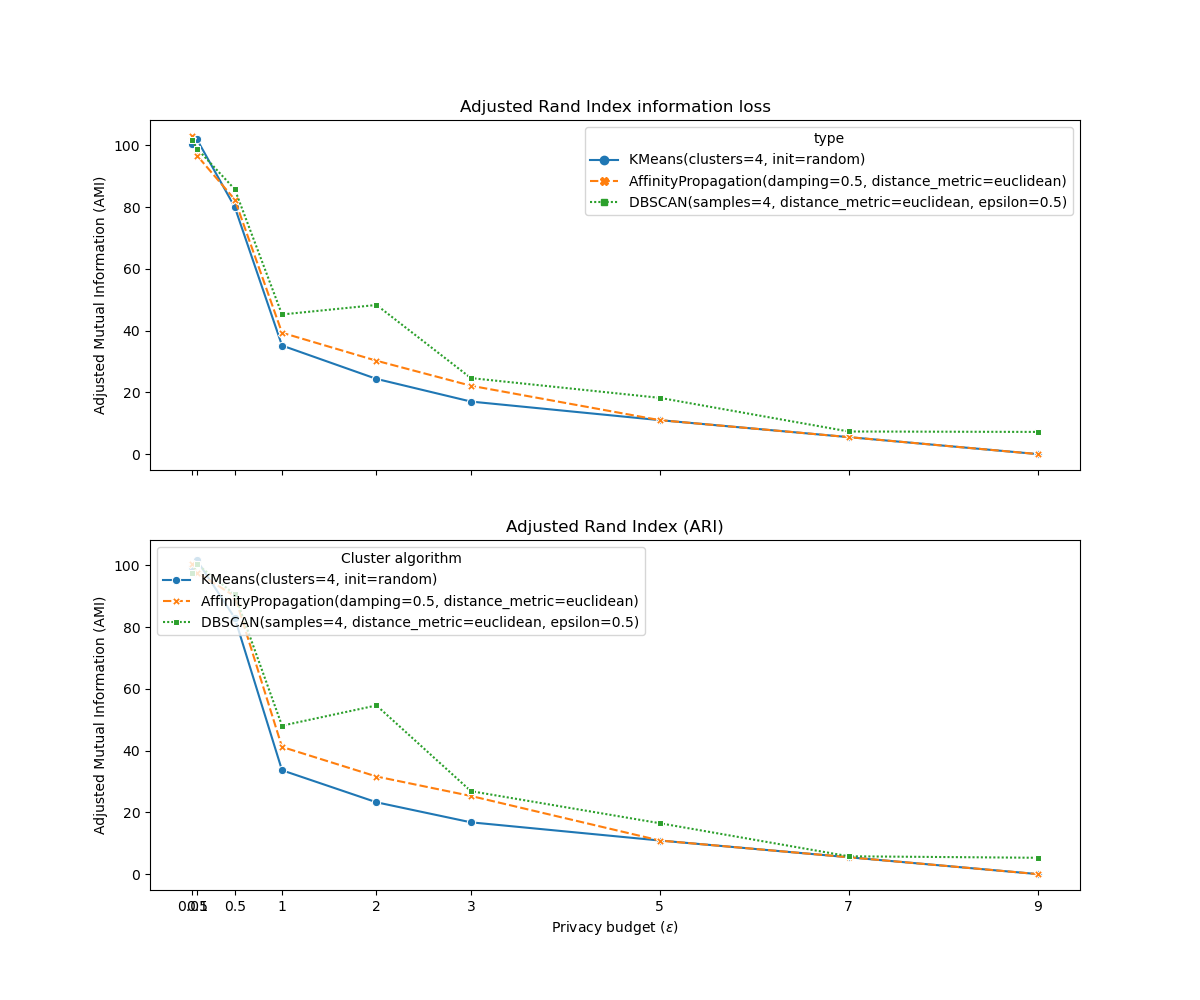 Adjusted Rand Index information loss
Adjusted Mutual Information (AMI)
100
80
60
40
20
0
type
KMeans(clusters=4, init=random)
AffinityPropagation(damping=0.5, distance_metric=euclidean)
DBSCAN(samples=4, distance_metric=euclidean, epsilon=0.5)
Adjusted Rand Index (ARI)
Adjusted Mutual Information (AMI)
100
80
60
40
20
0
Cluster algorithm
KMeans(clusters=4, init=random)
AffinityPropagation(damping=0.5, distance_metric=euclidean)
DBSCAN(samples=4, distance_metric=euclidean, epsilon=0.5)
0.5 1 2 3 5 7 9
Privacy budget (ε)